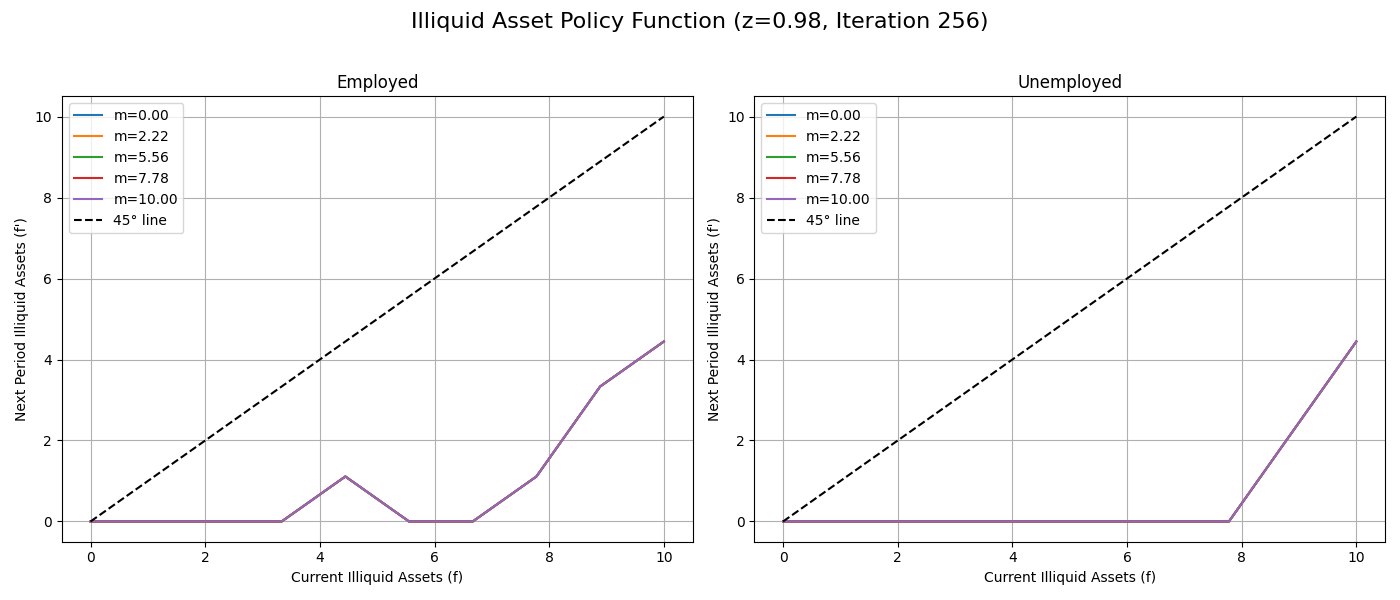 Illiquid Asset Policy Function (z=0.98, Iteration 256)
Employed
m=0.00
m=2.22
m=5.56
m=7.78
m=10.00
45° line
10
8
6
4
2
0
Next Period Illiquid Assets (f')
0 2 4 6 8 10
Current Illiquid Assets (f)
Unemployed
m=0.00
m=2.22
m=5.56
m=7.78
m=10.00
45° line
10
8
6
4
2
0
Next Period Illiquid Assets (f')
0 2 4 6 8 10
Current Illiquid Assets (f)